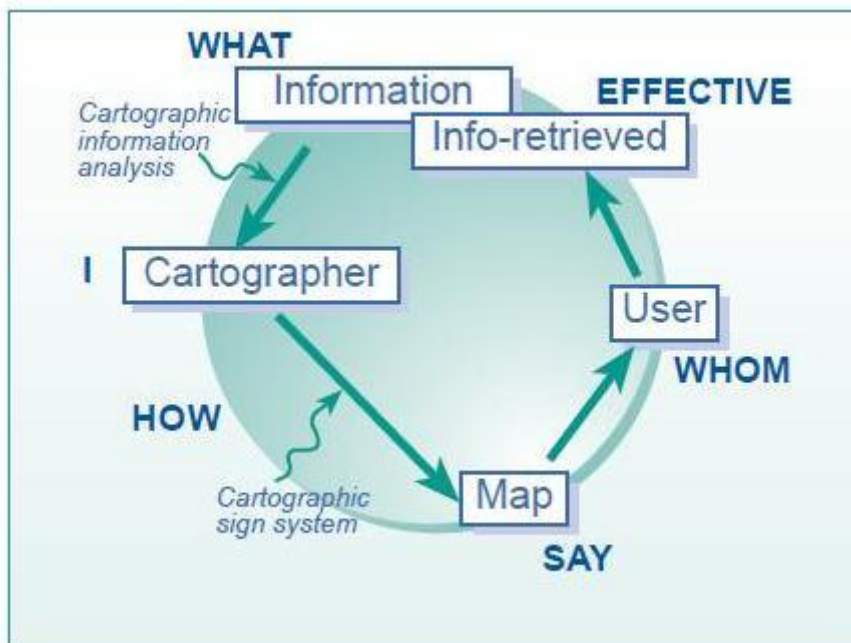 WHAT
Information
EFFECTIVE
Info-retrieved
Cartographic
information
analysis
I
Cartographer
User
WHOM
HOW
Map
Cartographic
sign system
SAY